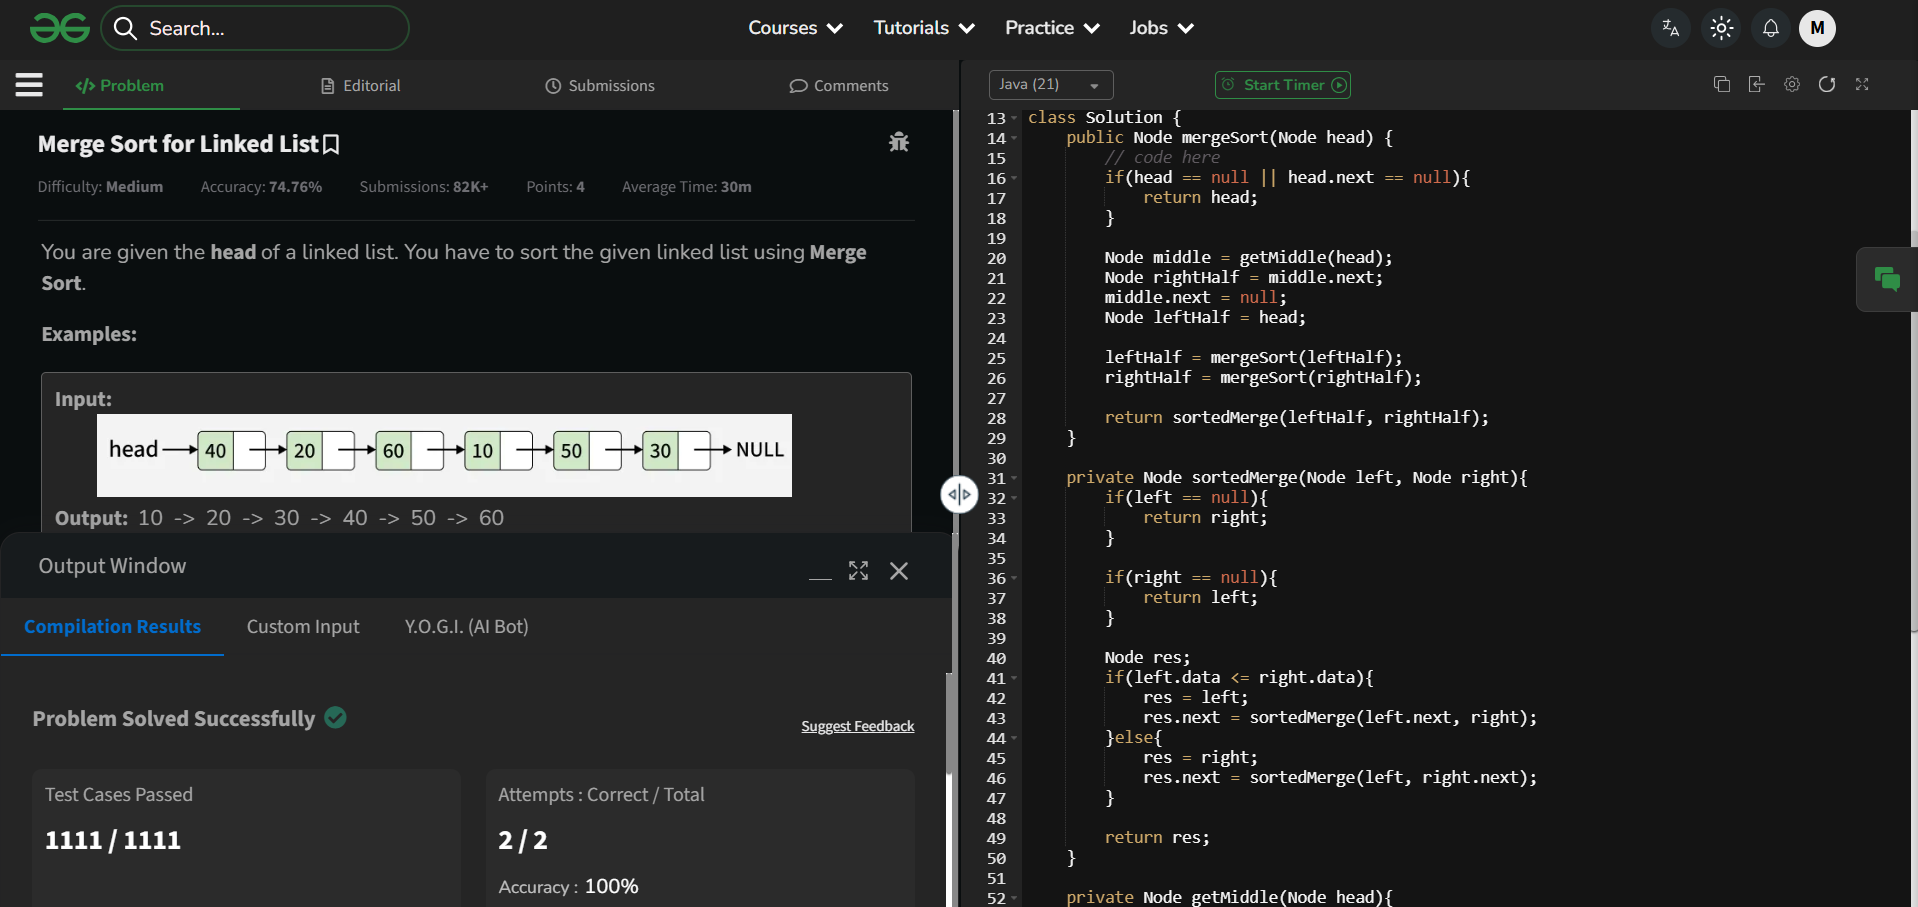 Search...
Courses Tutorials Practice Jobs
M
Problem Editorial Submissions Comments
Merge Sort for Linked List
Difficulty: Medium Accuracy: 74.76% Submissions: 82K+ Points: 4 Average Time: 30m
You are given the head of a linked list. You have to sort the given linked list using Merge
Sort.
Examples:
Input:
head 40 20 60 10 50 30 NULL
Output: 10 -> 20 -> 30 -> 40 -> 50 -> 60
Output Window
Compilation Results Custom Input Y.O.G.I. (AI Bot)
Problem Solved Successfully
Suggest Feedback
Test Cases Passed
1111 / 1111
Attempts : Correct / Total
2 / 2
Accuracy : 100%
Java (21) Start Timer
13 class Solution {
14     public Node mergeSort(Node head) {
15         // code here
16         if(head == null || head.next == null){
17             return head;
18         }
19
20         Node middle = getMiddle(head);
21         Node rightHalf = middle.next;
22         middle.next = null;
23         Node leftHalf = head;
24
25         leftHalf = mergeSort(leftHalf);
26         rightHalf = mergeSort(rightHalf);
27
28         return sortedMerge(leftHalf, rightHalf);
29     }
30
31     private Node sortedMerge(Node left, Node right){
32         if(left == null){
33             return right;
34         }
35
36         if(right == null){
37             return left;
38         }
39
40         Node res;
41         if(left.data <= right.data){
42             res = left;
43             res.next = sortedMerge(left.next, right);
44         }else{
45             res = right;
46             res.next = sortedMerge(left, right.next);
47         }
48
49         return res;
50     }
51
52     private Node getMiddle(Node head){